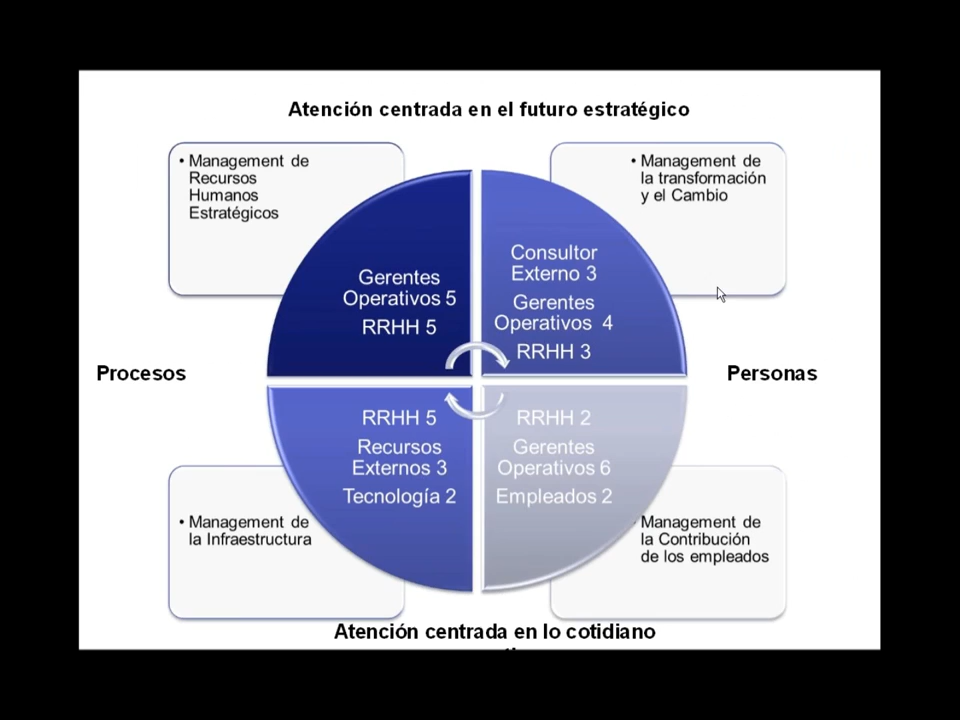 Atención centrada en el futuro estratégico
• Management de
Recursos
Humanos
Estratégicos
• Management de
la transformación
y el Cambio
Gerentes
Operativos 5
RRHH 5
Consultor
Externo 3
Gerentes
Operativos 4
RRHH 3
Procesos
Personas
RRHH 5
Recursos
Externos 3
Tecnología 2
RRHH 2
Gerentes
Operativos 6
Empleados 2
• Management de
la Infraestructura
Management de
la Contribución
de los empleados
Atención centrada en lo cotidiano